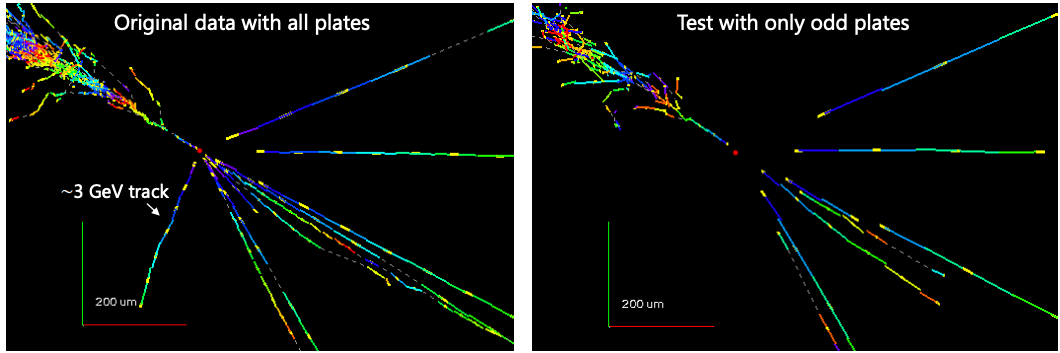 Original data with all plates
Test with only odd plates
~3 GeV track
200 um
200 um